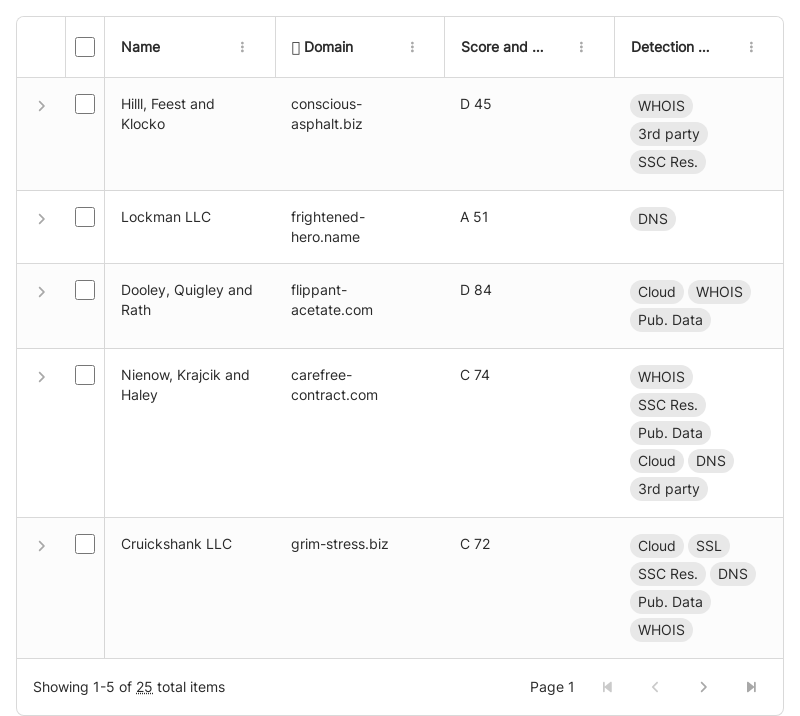 Name Domain Score and ... Detection ...
Hilll, Feest and Klocko conscious-asphalt.biz D 45 WHOIS
3rd party
SSC Res.
Lockman LLC frightened-hero.name A 51 DNS
Dooley, Quigley and Rath flippant-acetate.com D 84 Cloud WHOIS
Pub. Data
Nienow, Krajcik and Haley carefree-contract.com C 74 WHOIS
SSC Res.
Pub. Data
Cloud DNS
3rd party
Cruickshank LLC grim-stress.biz C 72 Cloud SSL
SSC Res. DNS
Pub. Data
WHOIS
Showing 1-5 of 25 total items Page 1